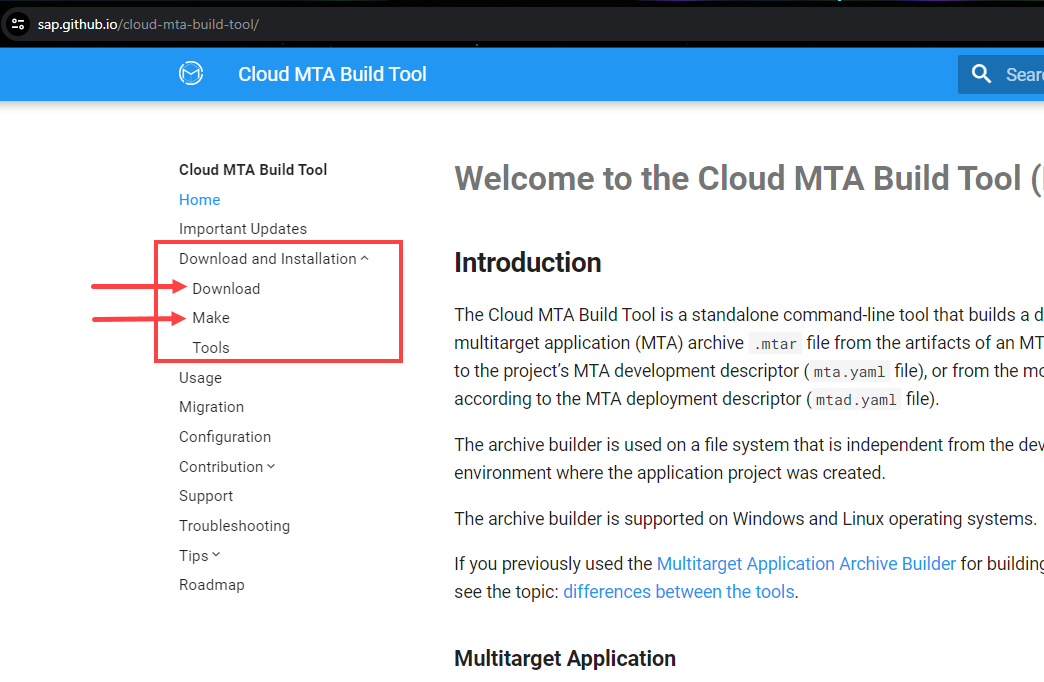 sap.github.io/cloud-mta-build-tool/
Cloud MTA Build Tool
Cloud MTA Build Tool
Home
Important Updates
Download and Installation
Download
Make
Tools
Usage
Migration
Configuration
Contribution
Support
Troubleshooting
Tips
Roadmap
Welcome to the Cloud MTA Build Tool (
Introduction
The Cloud MTA Build Tool is a standalone command-line tool that builds a
multitarget application (MTA) archive .mtar file from the artifacts of an
to the project’s MTA development descriptor ( mta.yaml file), or from the
according to the MTA deployment descriptor ( mtad.yaml file).
The archive builder is used on a file system that is independent from the
environment where the application project was created.
The archive builder is supported on Windows and Linux operating systems.
If you previously used the Multitarget Application Archive Builder for building
see the topic: differences between the tools.
Multitarget Application